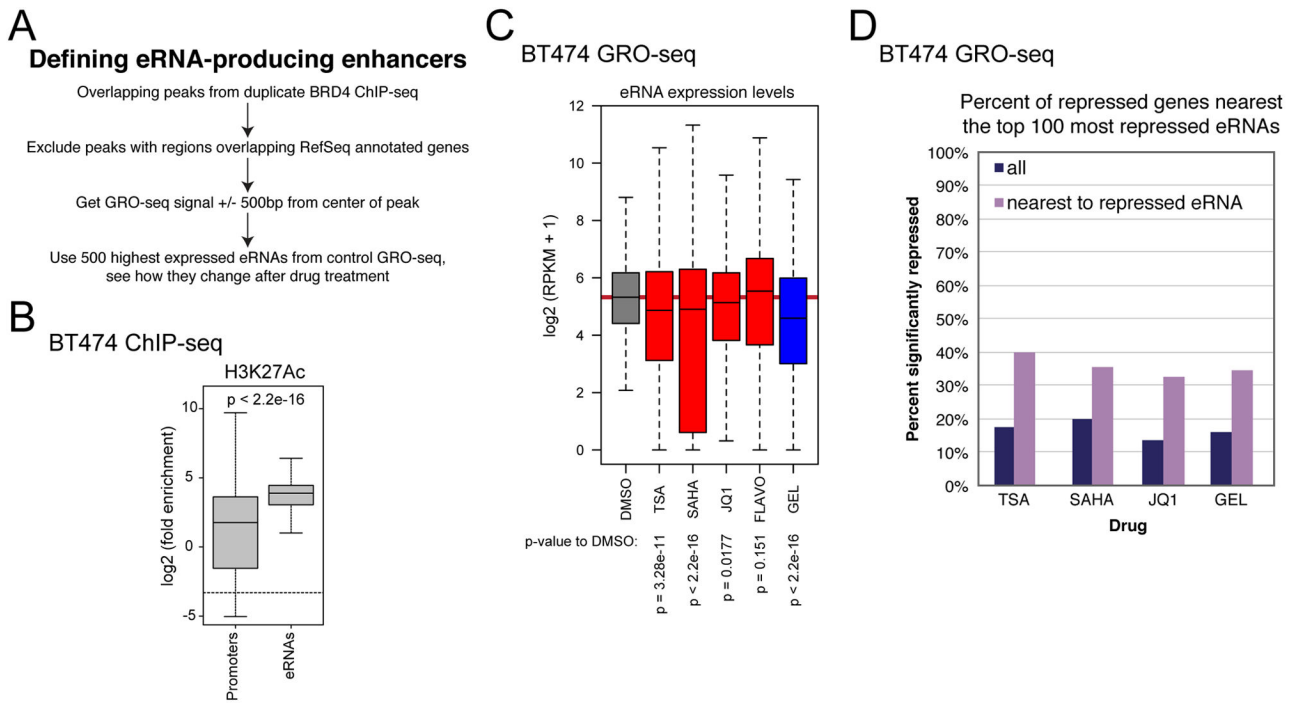 A
Defining eRNA-producing enhancers
Overlapping peaks from duplicate BRD4 ChIP-seq
Exclude peaks with regions overlapping RefSeq annotated genes
Get GRO-seq signal +/- 500bp from center of peak
Use 500 highest expressed eRNAs from control GRO-seq,
see how they change after drug treatment
B
BT474 ChIP-seq
H3K27Ac
p < 2.2e-16
log2 (fold enrichment)
10
5
0
-5
Promoters
eRNAs
C
BT474 GRO-seq
eRNA expression levels
log2 (RPKM + 1)
12
10
8
6
4
2
0
DMSO
TSA
SAHA
JQ1
FLAVO
GEL
p-value to DMSO:
p = 3.28e-11
p < 2.2e-16
p = 0.0177
p = 0.151
p < 2.2e-16
D
BT474 GRO-seq
Percent of repressed genes nearest
the top 100 most repressed eRNAs
Percent significantly repressed
100%
90%
80%
70%
60%
50%
40%
30%
20%
10%
0%
all
nearest to repressed eRNA
TSA
SAHA
JQ1
GEL
Drug